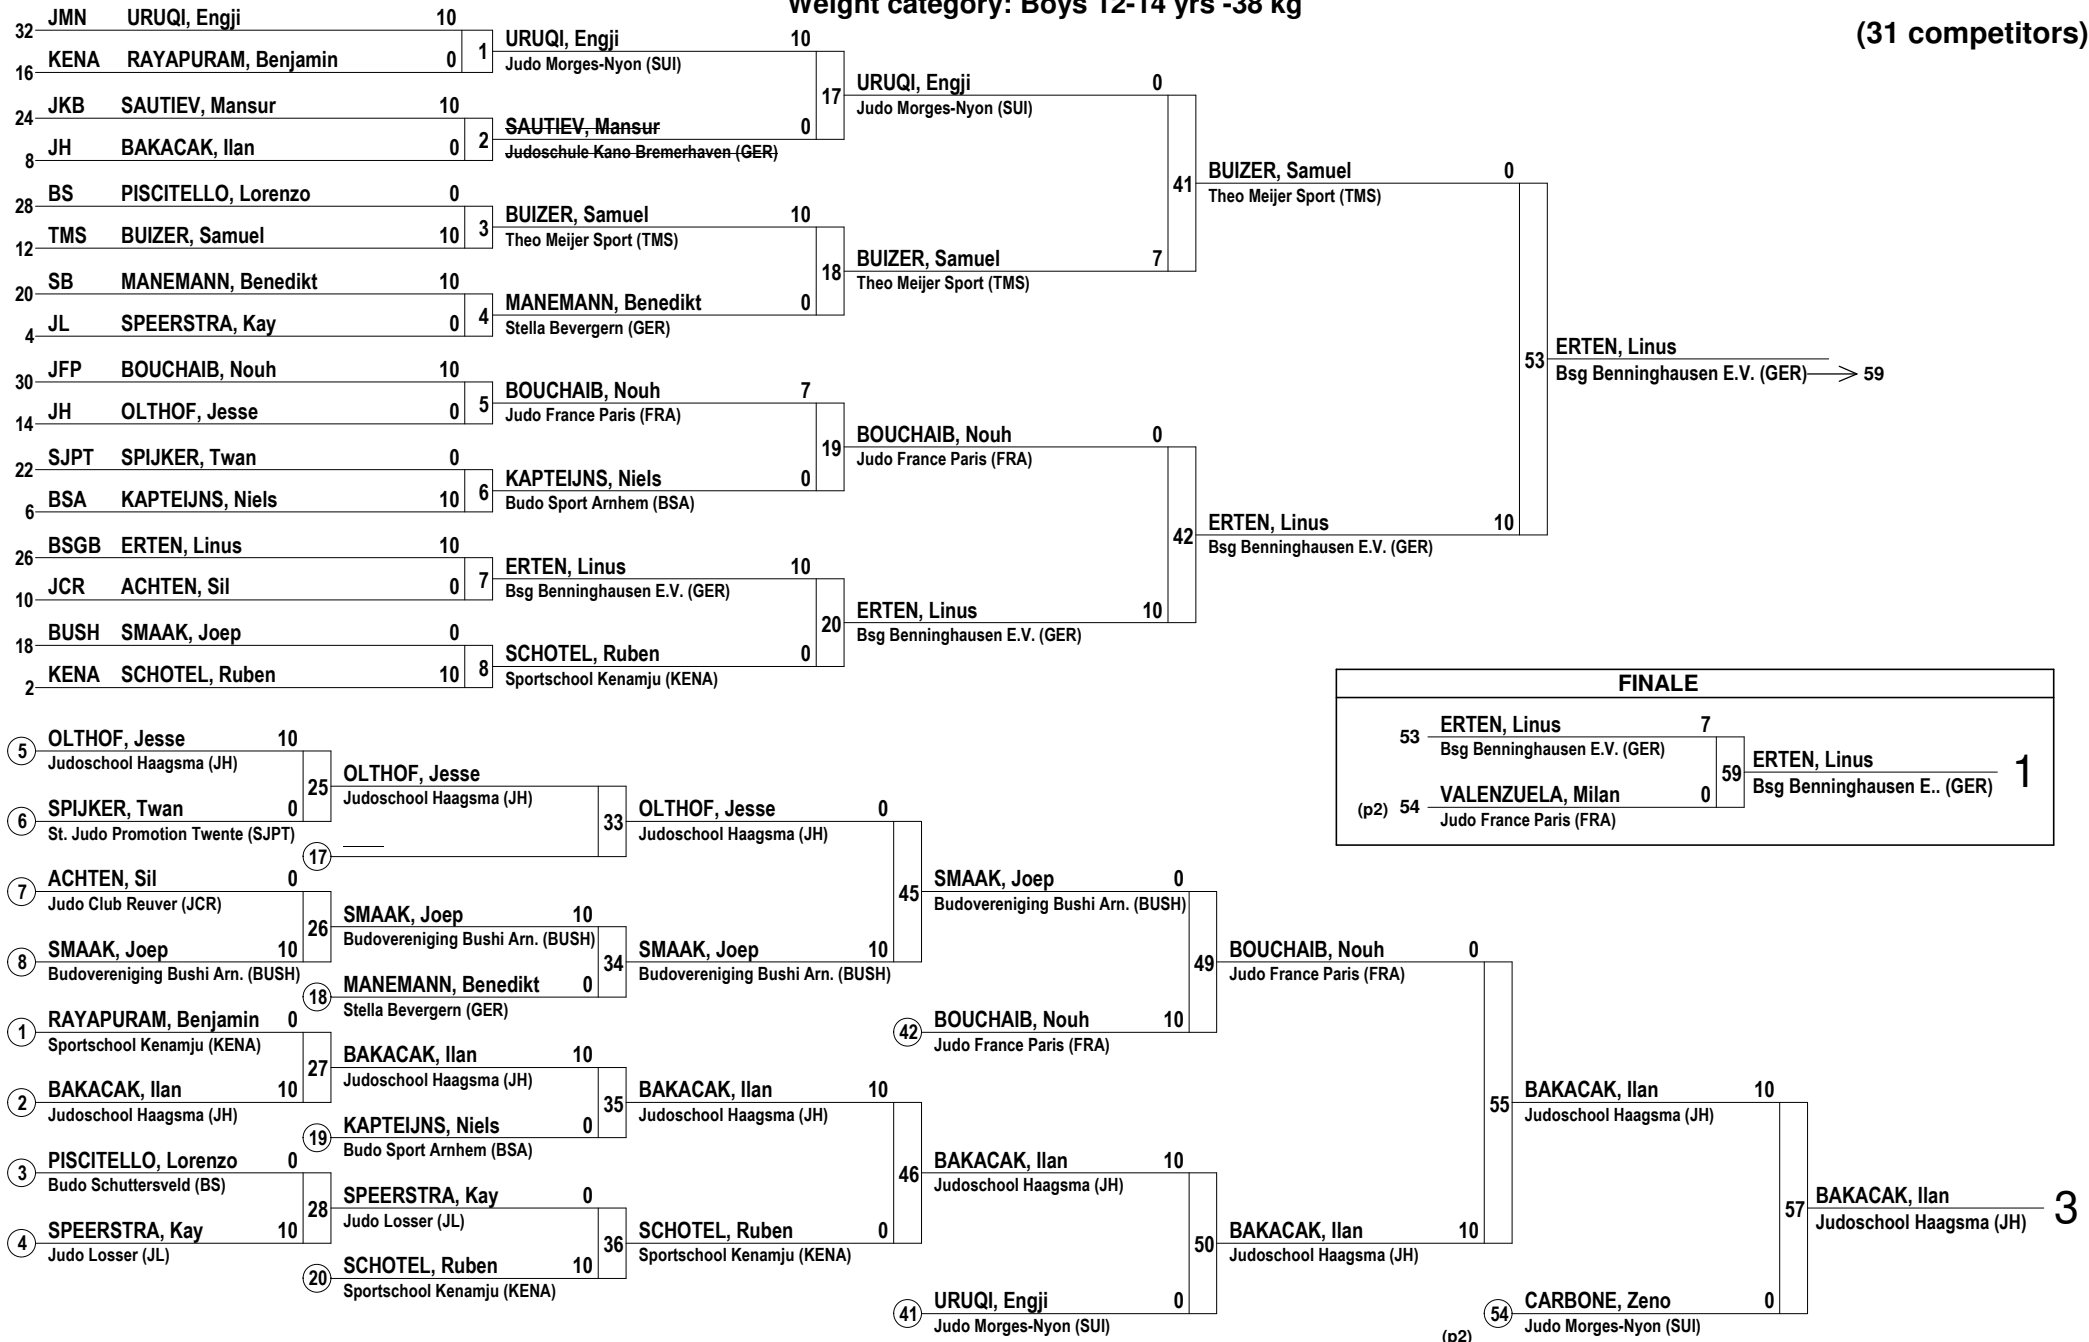 Weight category: Boys 12-14 yrs -38 kg
(31 competitors)
32 JMN URUQI, Engji 10
16 KENA RAYAPURAM, Benjamin 0
1
24 JKB SAUTIEV, Mansur 10
8 JH BAKACAK, Ilan 0
2
28 BS PISCITELLO, Lorenzo 0
12 TMS BUIZER, Samuel 10
3
20 SB MANEMANN, Benedikt 10
4 JL SPEERSTRA, Kay 0
4
30 JFP BOUCHAIB, Nouh 10
14 JH OLTHOF, Jesse 0
5
22 SJPT SPIJKER, Twan 0
6 BSA KAPTEIJNS, Niels 10
6
26 BSGB ERTEN, Linus 10
10 JCR ACHTEN, Sil 0
7
18 BUSH SMAAK, Joep 0
2 KENA SCHOTEL, Ruben 10
8
URUQI, Engji 10
Judo Morges-Nyon (SUI)
17
SAUTIEV, Mansur 0
Judoschule Kano Bremerhaven (GER)
BUIZER, Samuel 10
Theo Meijer Sport (TMS)
18
MANEMANN, Benedikt 0
Stella Bevergern (GER)
BOUCHAIB, Nouh 7
Judo France Paris (FRA)
19
KAPTEIJNS, Niels 0
Budo Sport Arnhem (BSA)
ERTEN, Linus 10
Bsg Benninghausen E.V. (GER)
20
SCHOTEL, Ruben 0
Sportschool Kenamju (KENA)
URUQI, Engji 0
Judo Morges-Nyon (SUI)
41
BUIZER, Samuel 7
Theo Meijer Sport (TMS)
BOUCHAIB, Nouh 0
Judo France Paris (FRA)
42
ERTEN, Linus 10
Bsg Benninghausen E.V. (GER)
BUIZER, Samuel 0
Theo Meijer Sport (TMS)
53
ERTEN, Linus 10
Bsg Benninghausen E.V. (GER)
ERTEN, Linus
Bsg Benninghausen E.V. (GER) 59
FINALE
53 ERTEN, Linus 7
Bsg Benninghausen E.V. (GER)
59
(p2) 54 VALENZUELA, Milan 0
Judo France Paris (FRA)
ERTEN, Linus
Bsg Benninghausen E.. (GER)
1
5 OLTHOF, Jesse 10
Judoschool Haagsma (JH)
25
6 SPIJKER, Twan 0
St. Judo Promotion Twente (SJPT)
7 ACHTEN, Sil 0
Judo Club Reuver (JCR)
26
8 SMAAK, Joep 10
Budovereniging Bushi Arn. (BUSH)
1 RAYAPURAM, Benjamin 0
Sportschool Kenamju (KENA)
27
2 BAKACAK, Ilan 10
Judoschool Haagsma (JH)
3 PISCITELLO, Lorenzo 0
Budo Schuttersveld (BS)
28
4 SPEERSTRA, Kay 10
Judo Losser (JL)
OLTHOF, Jesse
Judoschool Haagsma (JH)
33
17
SMAAK, Joep 10
Budovereniging Bushi Arn. (BUSH)
34
18 MANEMANN, Benedikt 0
Stella Bevergern (GER)
BAKACAK, Ilan 10
Judoschool Haagsma (JH)
35
19 KAPTEIJNS, Niels 0
Budo Sport Arnhem (BSA)
SPEERSTRA, Kay 0
Judo Losser (JL)
36
20 SCHOTEL, Ruben 10
Sportschool Kenamju (KENA)
OLTHOF, Jesse 0
Judoschool Haagsma (JH)
45
SMAAK, Joep 10
Budovereniging Bushi Arn. (BUSH)
BAKACAK, Ilan 10
Judoschool Haagsma (JH)
46
SCHOTEL, Ruben 0
Sportschool Kenamju (KENA)
SMAAK, Joep 0
Budovereniging Bushi Arn. (BUSH)
49
42 BOUCHAIB, Nouh 10
Judo France Paris (FRA)
BAKACAK, Ilan 10
Judoschool Haagsma (JH)
50
41 URUQI, Engji 0
Judo Morges-Nyon (SUI)
BOUCHAIB, Nouh 0
Judo France Paris (FRA)
55
BAKACAK, Ilan 10
Judoschool Haagsma (JH)
BAKACAK, Ilan 10
Judoschool Haagsma (JH)
57
54 CARBONE, Zeno 0
(p2) Judo Morges-Nyon (SUI)
BAKACAK, Ilan
Judoschool Haagsma (JH)
3